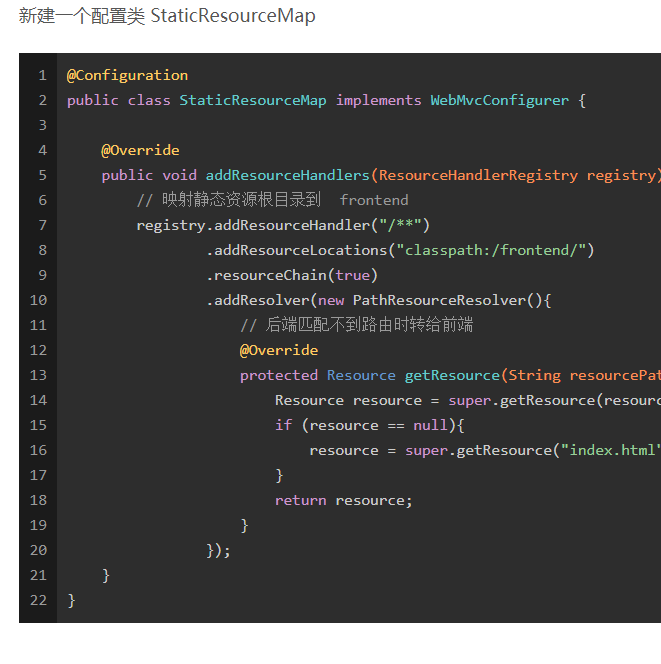 新建一个配置类 StaticResourceMap
1 @Configuration
2 public class StaticResourceMap implements WebMvcConfigurer {
3
4 @Override
5 public void addResourceHandlers(ResourceHandlerRegistry registry)
6 // 映射静态资源根目录到 frontend
7 registry.addResourceHandler("/**")
8 .addResourceLocations("classpath:/frontend/")
9 .resourceChain(true)
10 .addResolver(new PathResourceResolver(){
11 // 后端匹配不到路由时转给前端
12 @Override
13 protected Resource getResource(String resourcePat
14 Resource resource = super.getResource(resourc
15 if (resource == null){
16 resource = super.getResource("index.html"
17 }
18 return resource;
19 }
20 });
21 }
22 }